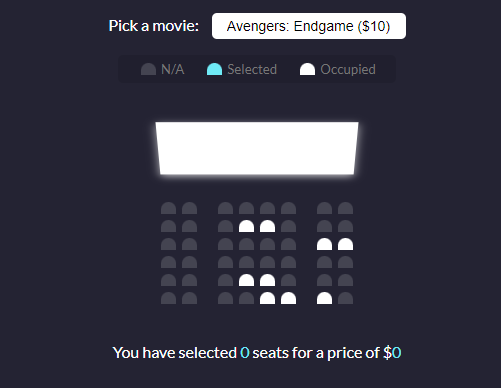 Pick a movie: Avengers: Endgame ($10)
N/A Selected Occupied
You have selected 0 seats for a price of $0